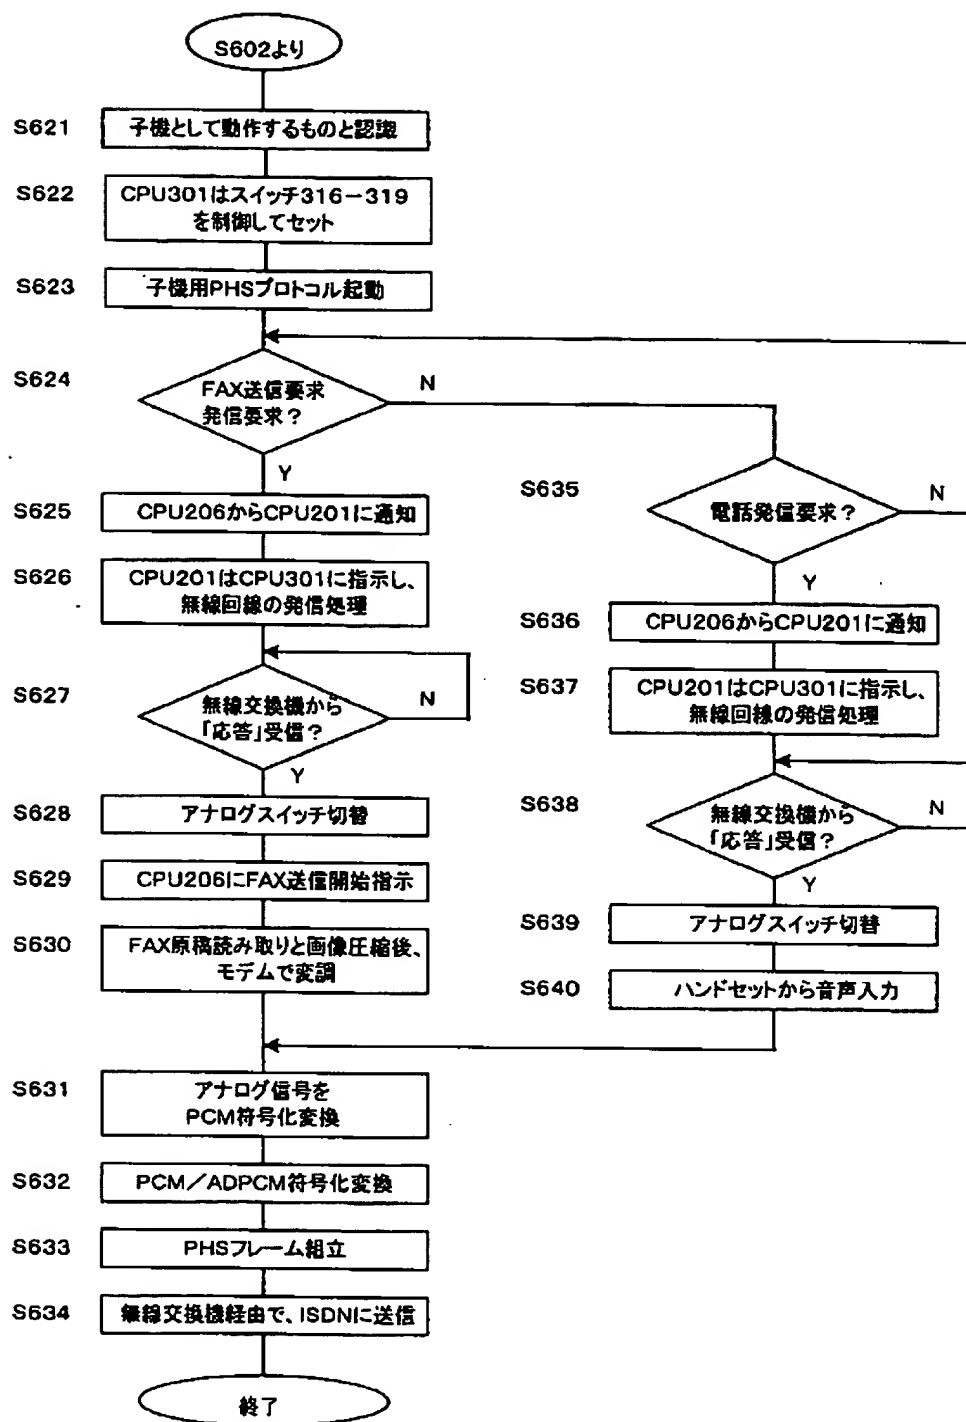 S602より
S621
子機として動作するものと認識
S622
CPU301はスイッチ316－319
を制御してセット
S623
子機用PHSプロトコル起動
S624
FAX送信要求
発信要求？
N
Y
S625
CPU206からCPU201に通知
S626
CPU201はCPU301に指示し、
無線回線の発信処理
S627
無線交換機から
「応答」受信？
N
Y
S628
アナログスイッチ切替
S629
CPU206にFAX送信開始指示
S630
FAX原稿読み取りと画像圧縮後、
モデムで変調
S635
電話発信要求？
N
Y
S636
CPU206からCPU201に通知
S637
CPU201はCPU301に指示し、
無線回線の発信処理
S638
無線交換機から
「応答」受信？
N
Y
S639
アナログスイッチ切替
S640
ハンドセットから音声入力
S631
アナログ信号を
PCM符号化変換
S632
PCM／ADPCM符号化変換
S633
PHSフレーム組立
S634
無線交換機経由で、ISDNに送信
終了